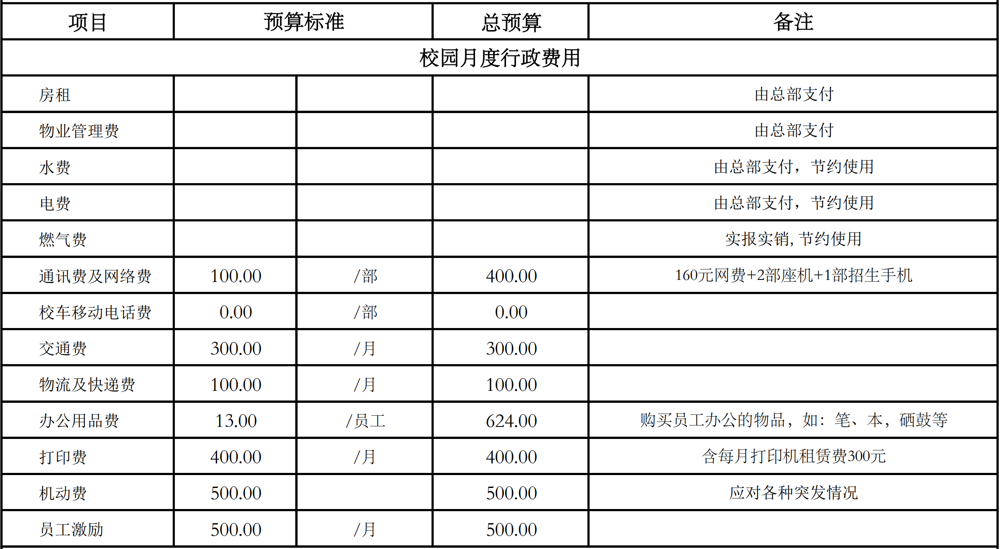 项目 预算标准 总预算 备注
校园月度行政费用
房租 由总部支付
物业管理费 由总部支付
水费 由总部支付，节约使用
电费 由总部支付，节约使用
燃气费 实报实销,节约使用
通讯费及网络费 100.00 /部 400.00 160元网费+2部座机+1部招生手机
校车移动电话费 0.00 /部 0.00
交通费 300.00 /月 300.00
物流及快递费 100.00 /月 100.00
办公用品费 13.00 /员工 624.00 购买员工办公的物品，如：笔、本，硒鼓等
打印费 400.00 /月 400.00 含每月打印机租赁费300元
机动费 500.00 500.00 应对各种突发情况
员工激励 500.00 /月 500.00